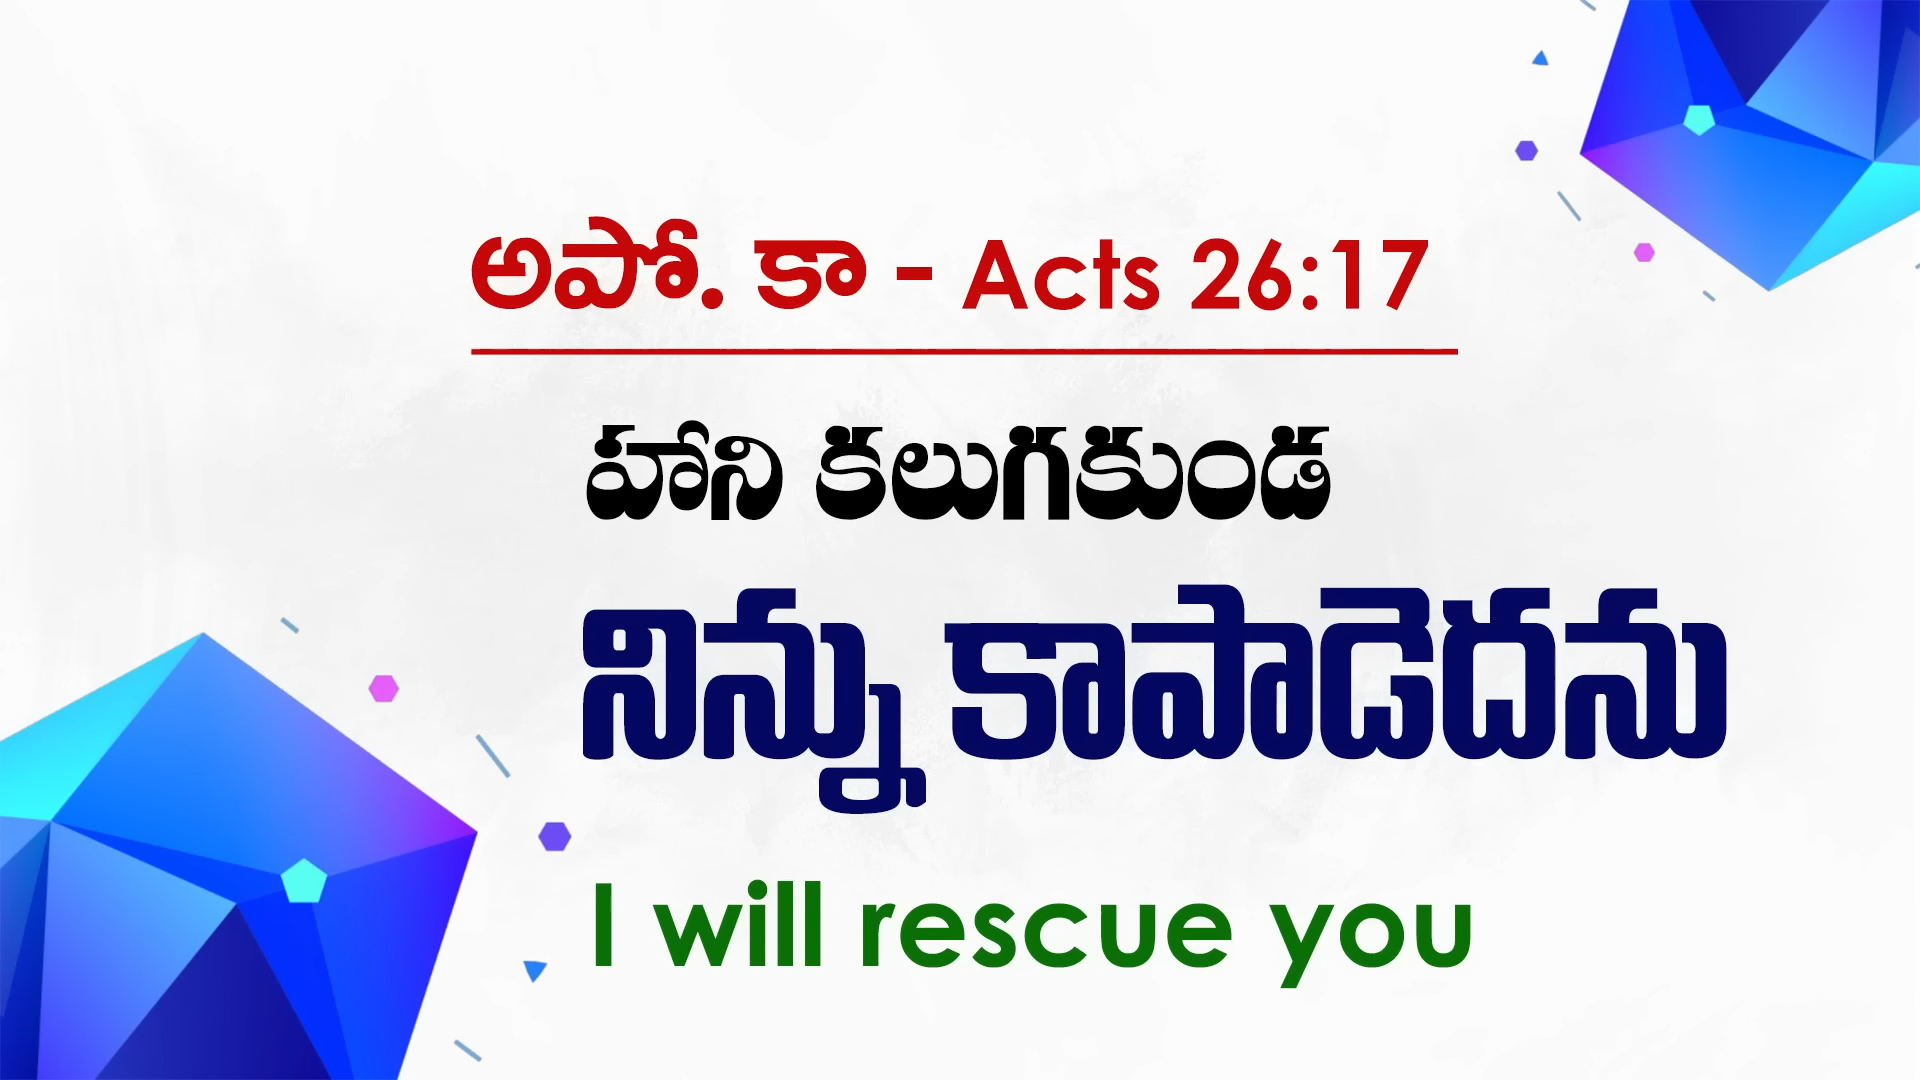 అపో. కా - Acts 26:17
హాని కలుగకుండ
నిన్ను కాపాడెదను
I will rescue you